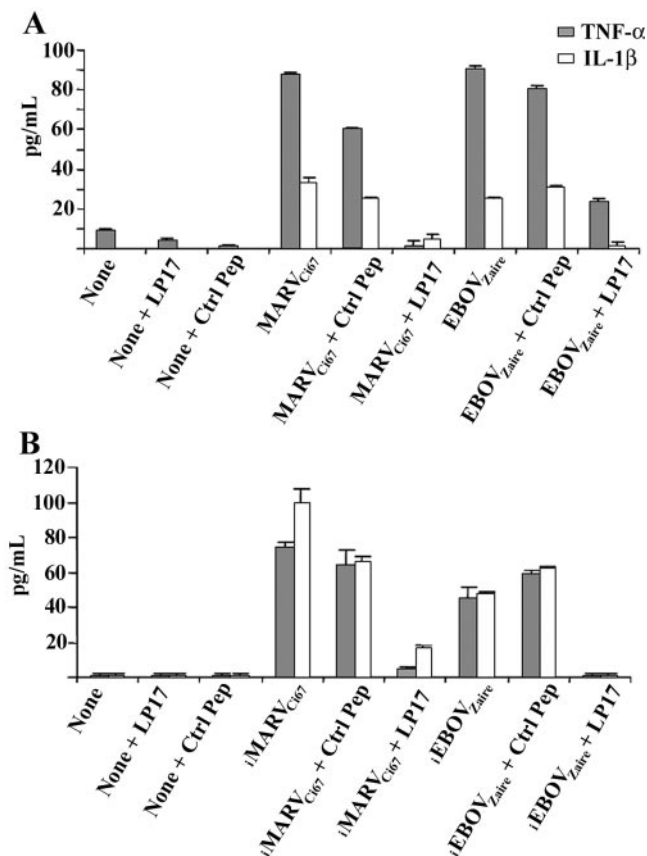 A
TNF-α
IL-1β
pg/mL
100
80
60
40
20
None
None + LP17
None + Ctrl Pep
MARVCi67
MARVCi67 + Ctrl Pep
MARVCi67 + LP17
EBOVZaire
EBOVZaire + Ctrl Pep
EBOVZaire + LP17
B
pg/mL
120
100
80
60
40
20
None
None + LP17
None + Ctrl Pep
iMARVCi67
iMARVCi67 + Ctrl Pep
iMARVCi67 + LP17
iEBOVZaire
iEBOVZaire + Ctrl Pep
iEBOVZaire + LP17